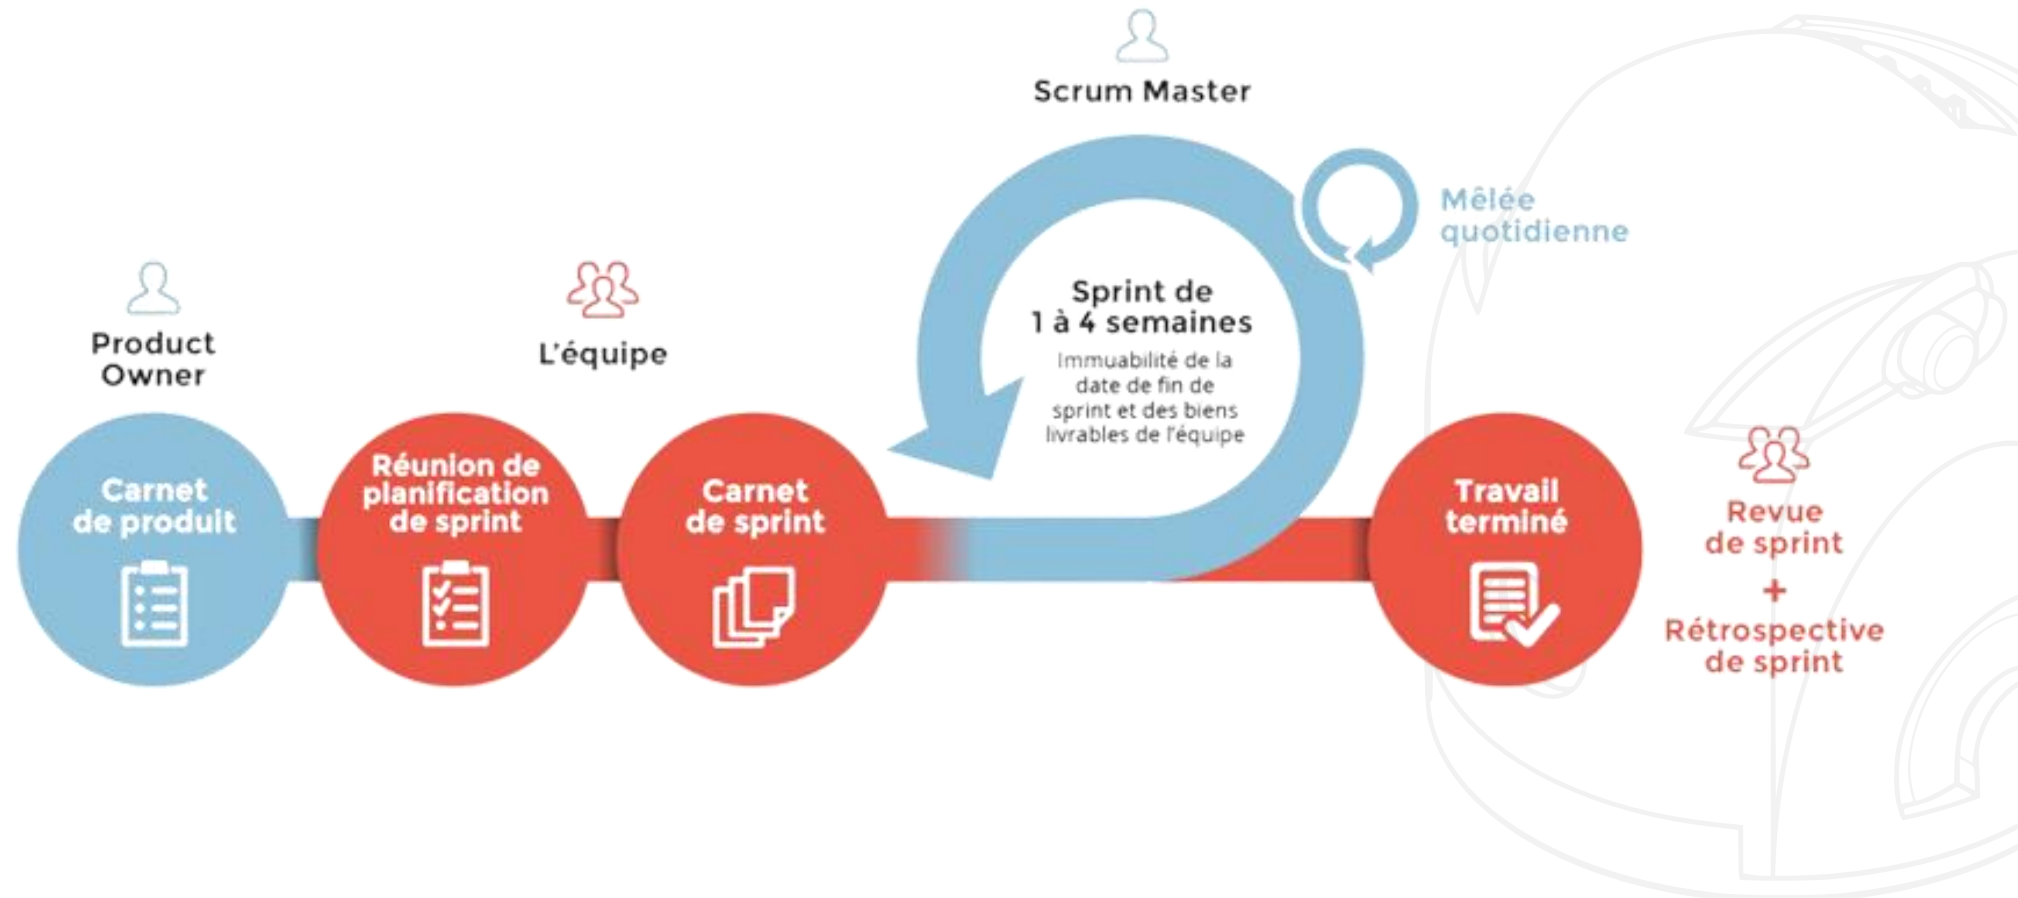 Scrum Master
Mêlée
quotidienne
Sprint de
1 à 4 semaines
Immuabilité de la
date de fin de
sprint et des biens
livrables de l'équipe
Product
Owner
L'équipe
Carnet
de produit
Réunion de
planification
de sprint
Carnet
de sprint
Travail
terminé
Revue
de sprint
+
Rétrospective
de sprint